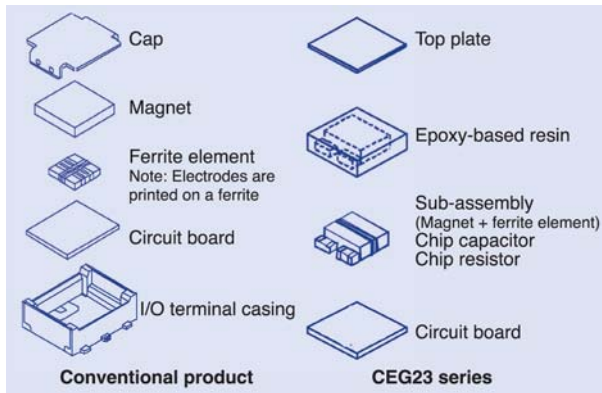 Cap
Magnet
Ferrite element
Note: Electrodes are
printed on a ferrite
Circuit board
I/O terminal casing
Conventional product
Top plate
Epoxy-based resin
Sub-assembly
(Magnet + ferrite element)
Chip capacitor
Chip resistor
Circuit board
CEG23 series